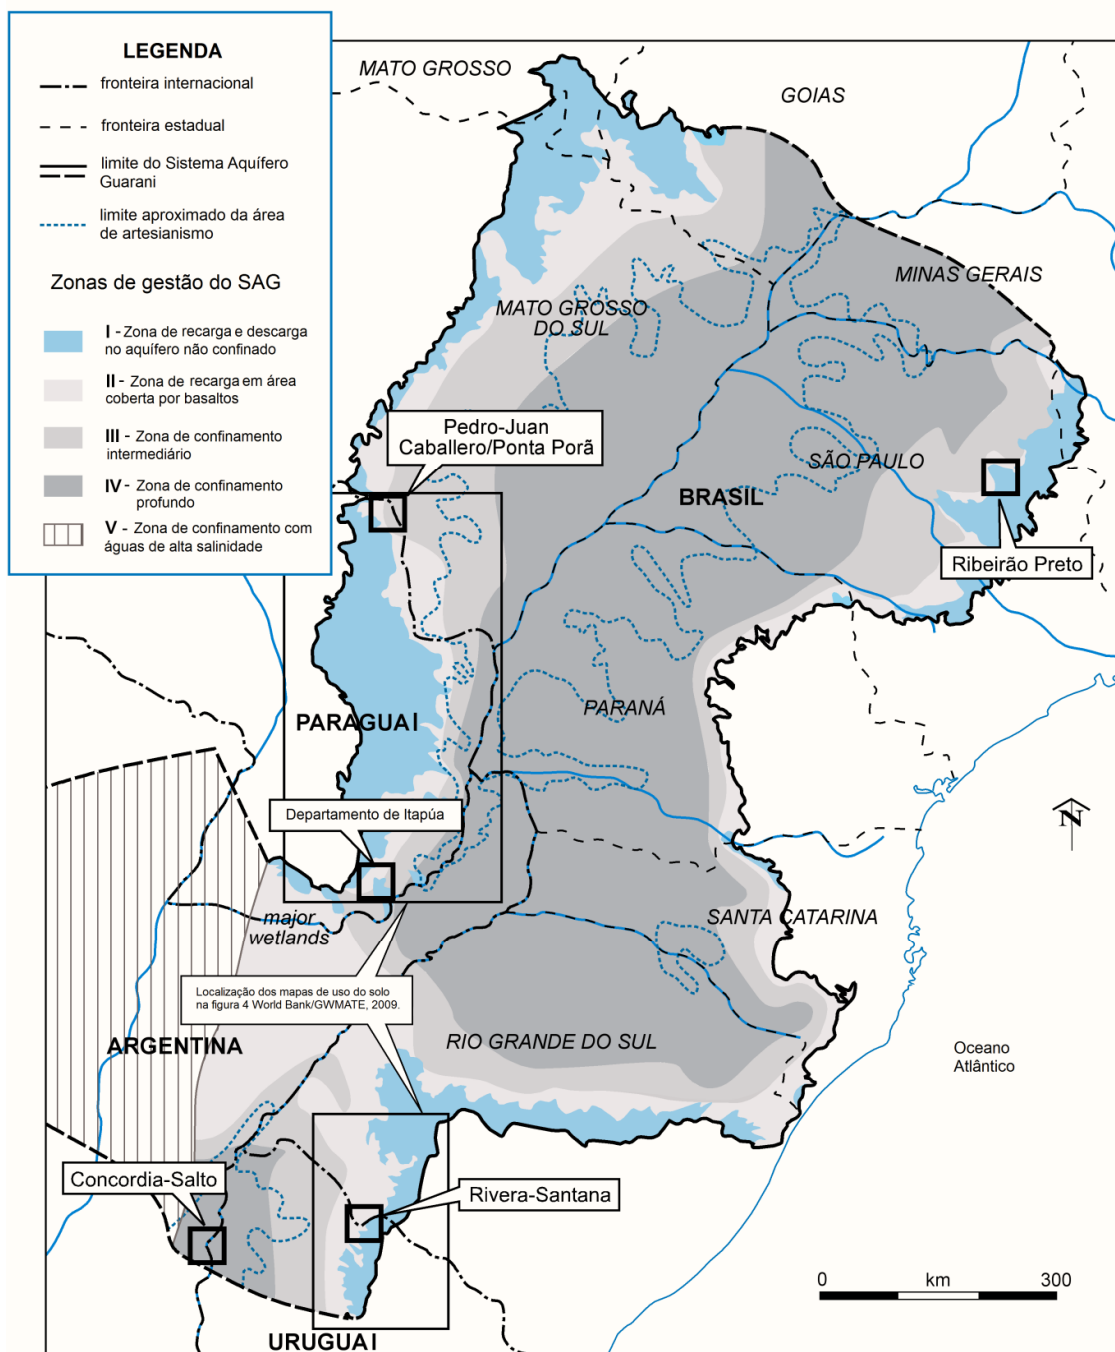 LEGENDA
fronteira internacional
fronteira estadual
limite do Sistema Aquífero
Guarani
limite aproximado da área
de artesianismo
Zonas de gestão do SAG
I - Zona de recarga e descarga
no aquífero não confinado
II - Zona de recarga em área
coberta por basaltos
III - Zona de confinamento
intermediário
IV - Zona de confinamento
profundo
V - Zona de confinamento com
águas de alta salinidade
MATO GROSSO
GOIAS
MINAS GERAIS
MATO GROSSO
DO SUL
Pedro-Juan
Caballero/Ponta Porã
SÃO PAULO
BRASIL
Ribeirão Preto
PARANÁ
PARAGUAI
Departamento de Itapúa
N
major
wetlands
SANTA CATARINA
Localização dos mapas de uso do solo
na figura 4 World Bank/GWMATE, 2009.
ARGENTINA
RIO GRANDE DO SUL
Oceano
Atlântico
Concordia-Salto
Rivera-Santana
0 km 300
URUGUAI